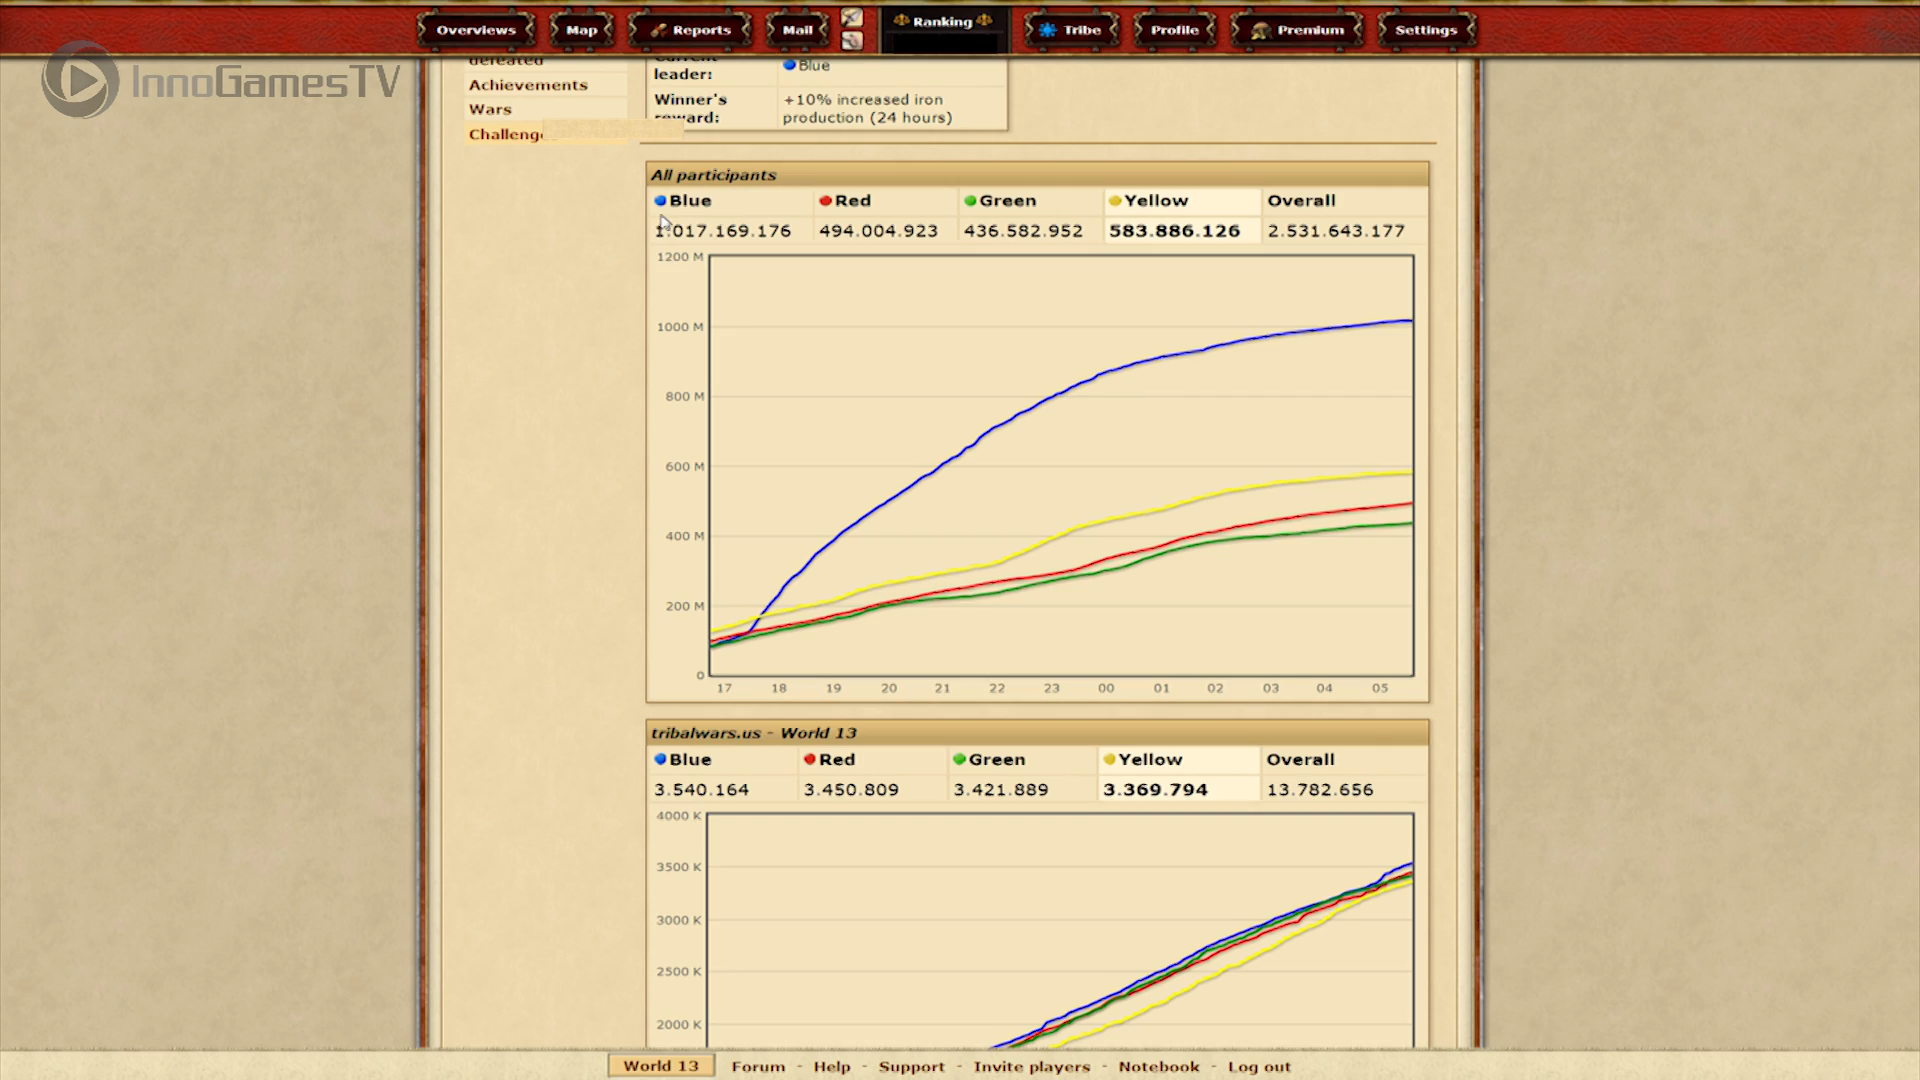 Overviews Map Reports Mail Ranking Tribe Profile Premium Settings
InnoGamesTV
defeated
Achievements
Wars
Challenge
Current leader: Blue
Winner's reward: +10% increased iron production (24 hours)
All participants
Blue Red Green Yellow Overall
1.017.169.176 494.004.923 436.582.952 583.886.126 2.531.643.177
1200 M
1000 M
800 M
600 M
400 M
200 M
0
17 18 19 20 21 22 23 00 01 02 03 04 05
tribalwars.us - World 13
Blue Red Green Yellow Overall
3.540.164 3.450.809 3.421.889 3.369.794 13.782.656
4000 K
3500 K
3000 K
2500 K
2000 K
World 13 Forum - Help - Support - Invite players - Notebook - Log out